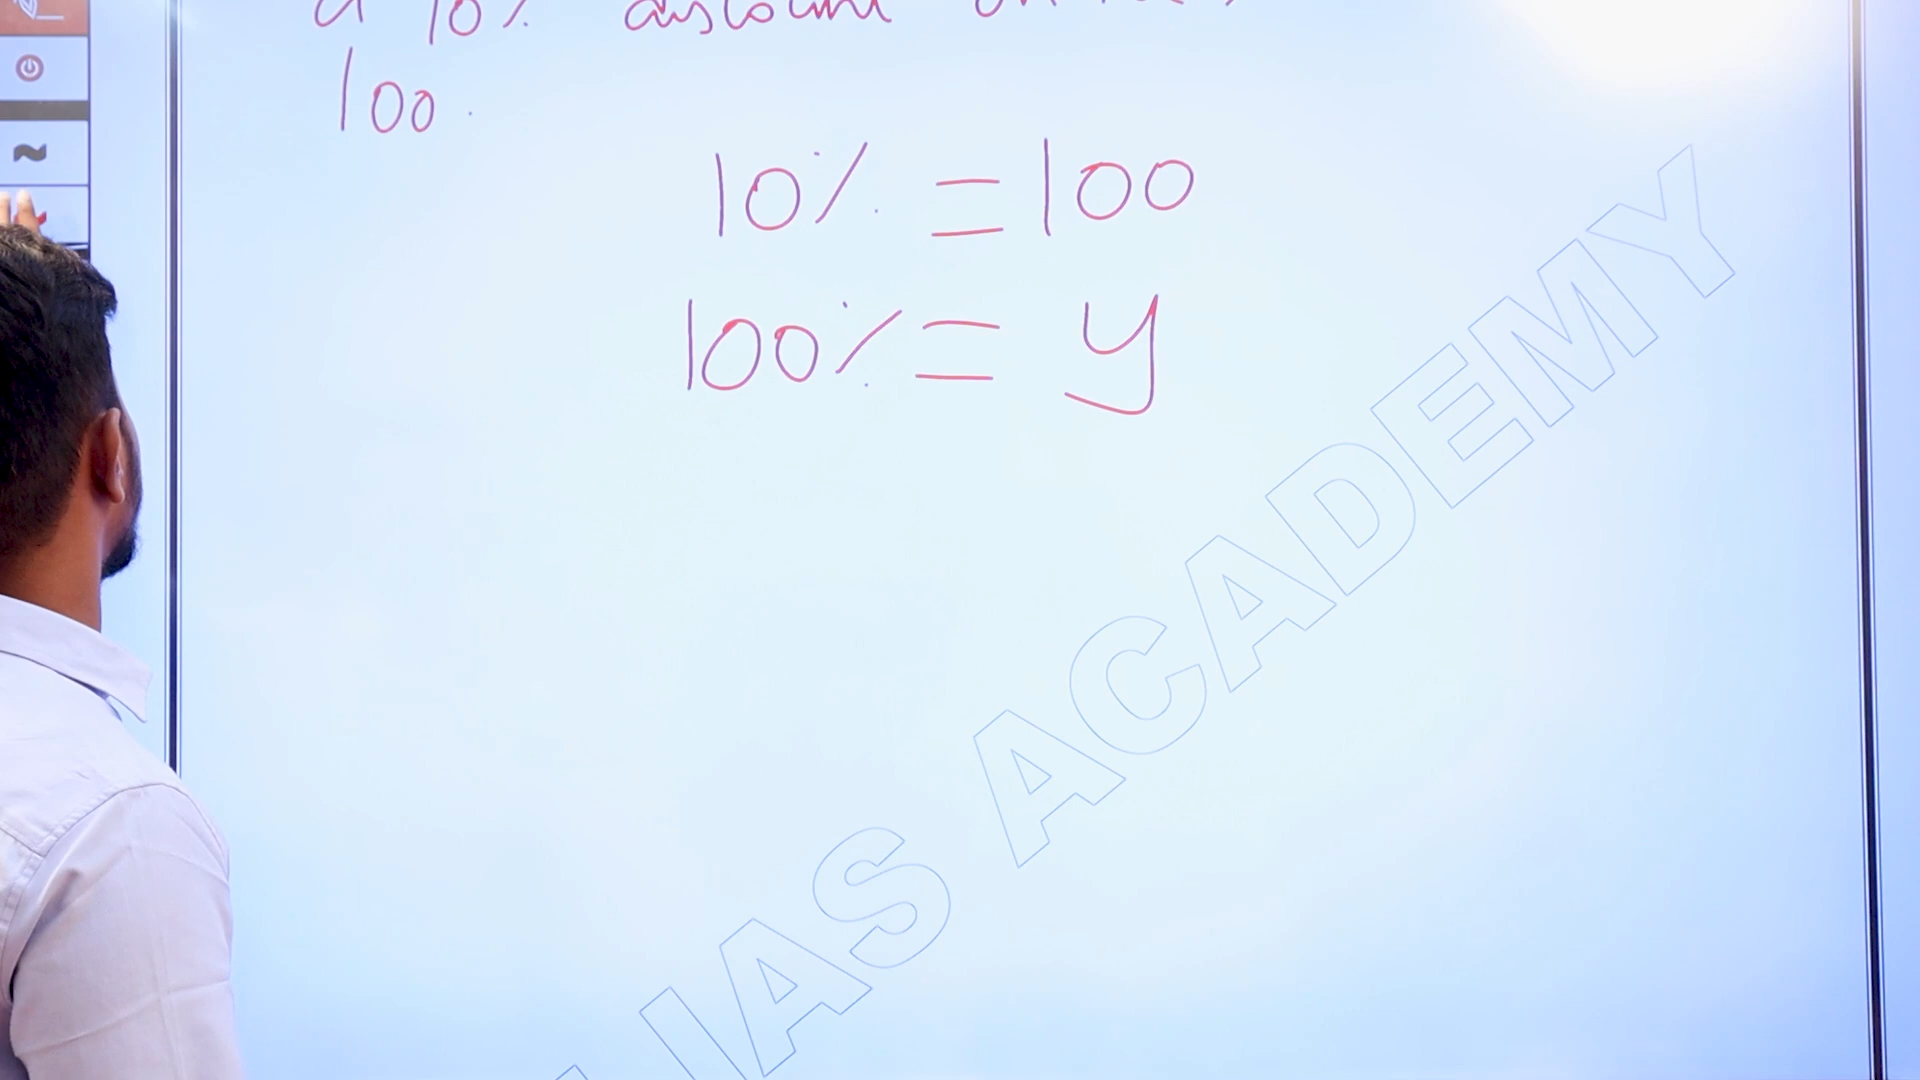 a 10% discount on
100.
10% = 100
100% = y
IAS ACADEMY